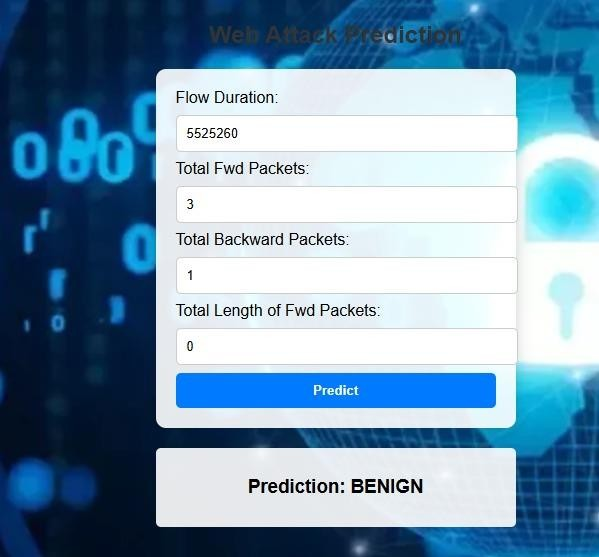 Web Attack Prediction
Flow Duration:
5525260
Total Fwd Packets:
3
Total Backward Packets:
1
Total Length of Fwd Packets:
0
Predict
Prediction: BENIGN